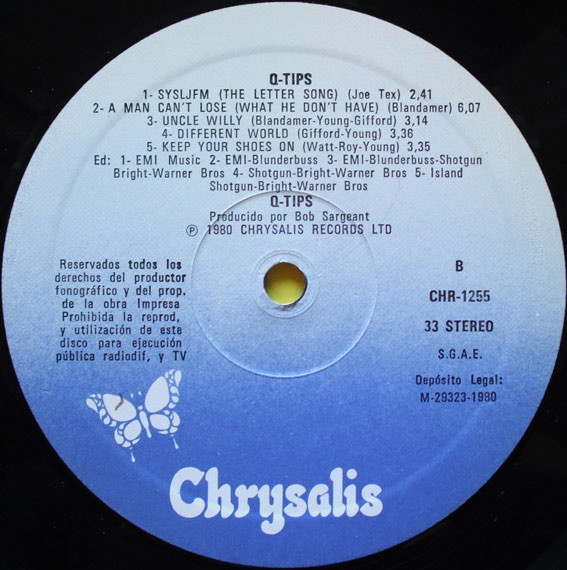 Q-TIPS
1- SYSLJFM (THE LETTER SONG) (Joe Tex) 2,41
2- A MAN CAN'T LOSE (WHAT HE DON'T HAVE) (Blandamer) 6,07
3- UNCLE WILLY (Blandamer-Young-Gifford) 3,14
4- DIFFERENT WORLD (Gifford-Young) 3,36
5- KEEP YOUR SHOES ON (Watt-Roy-Young) 3,35
Ed: 1- EMI Music 2- EMI-Blunderbuss 3- EMI-Blunderbuss-Shotgun
Bright-Warner Bros 4- Shotgun-Bright-Warner Bros 5- Island
Shotgun-Bright-Warner Bros
Q-TIPS
Producido por Bob Sargeant
Ⓟ 1980 CHRYSALIS RECORDS LTD
Reservados todos los
derechos del productor
fonográfico y del prop.
de la obra Impresa
Prohibida la reprod,
y utilización de este
disco para ejecución
pública radiodif, y TV
B
CHR-1255
33 STEREO
S.G.A.E.
Depósito Legal:
M-29323-1980
Chrysalis